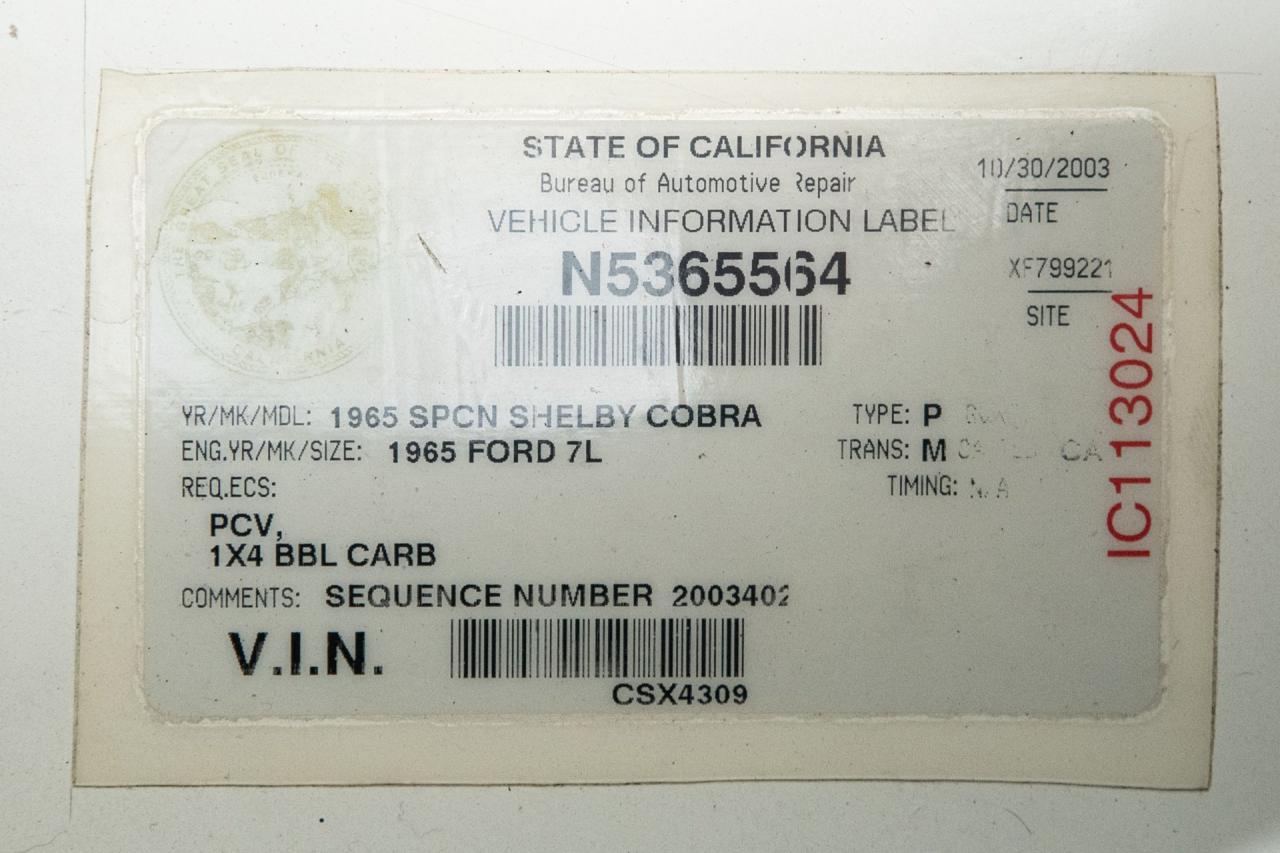 STATE OF CALIFORNIA
Bureau of Automotive Repair
VEHICLE INFORMATION LABEL
N5365564
10/30/2003
DATE
XF799221
SITE
IC113024
YR/MK/MDL: 1965 SPCN SHELBY COBRA
TYPE: P
ENG.YR/MK/SIZE: 1965 FORD 7L
TRANS: M CA
REQ.ECS:
TIMING: N/A
PCV,
1X4 BBL CARB
COMMENTS: SEQUENCE NUMBER 2003402
V.I.N.
CSX4309